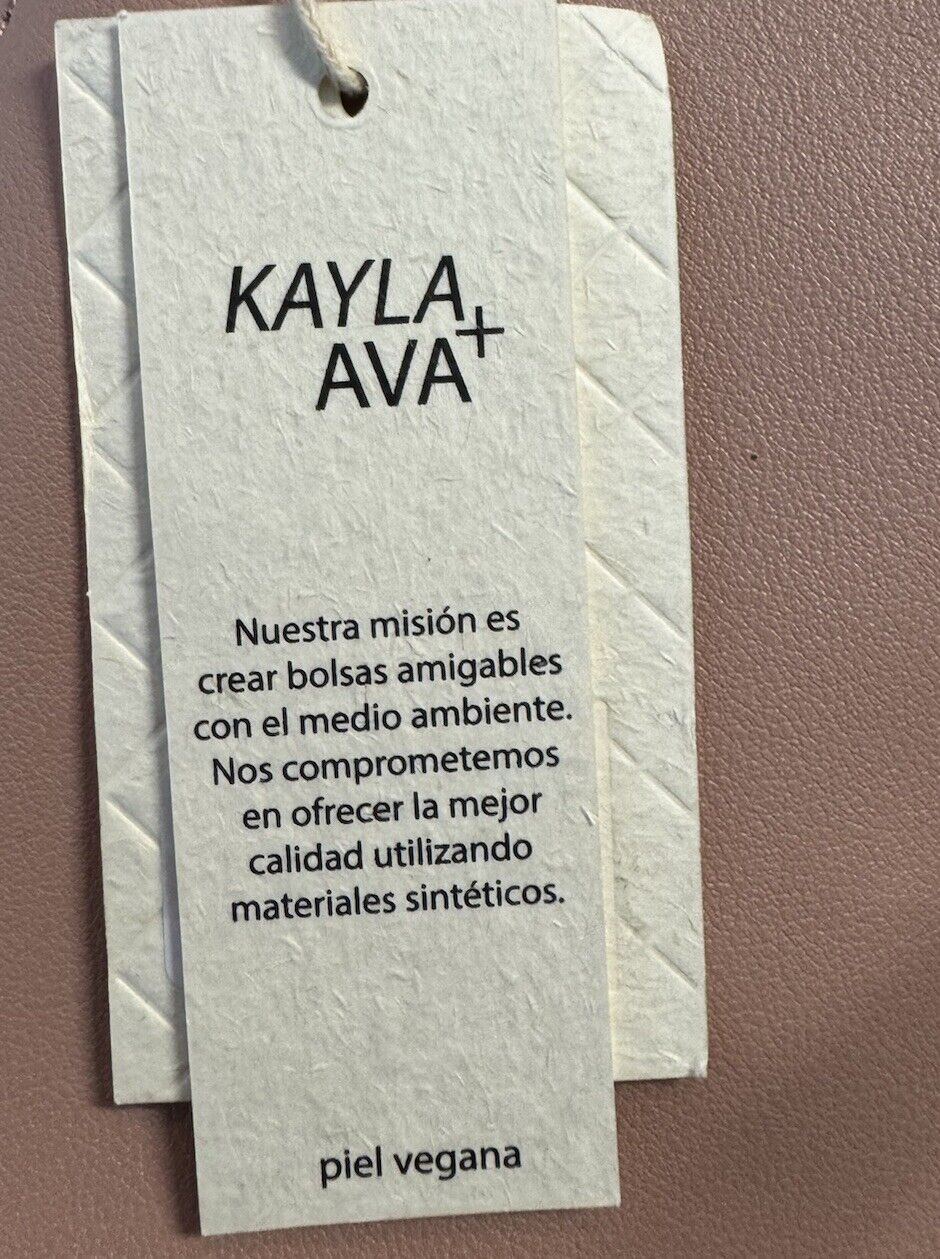 KAYLA
+
AVA
Nuestra misión es
crear bolsas amigables
con el medio ambiente.
Nos comprometemos
en ofrecer la mejor
calidad utilizando
materiales sintéticos.
piel vegana